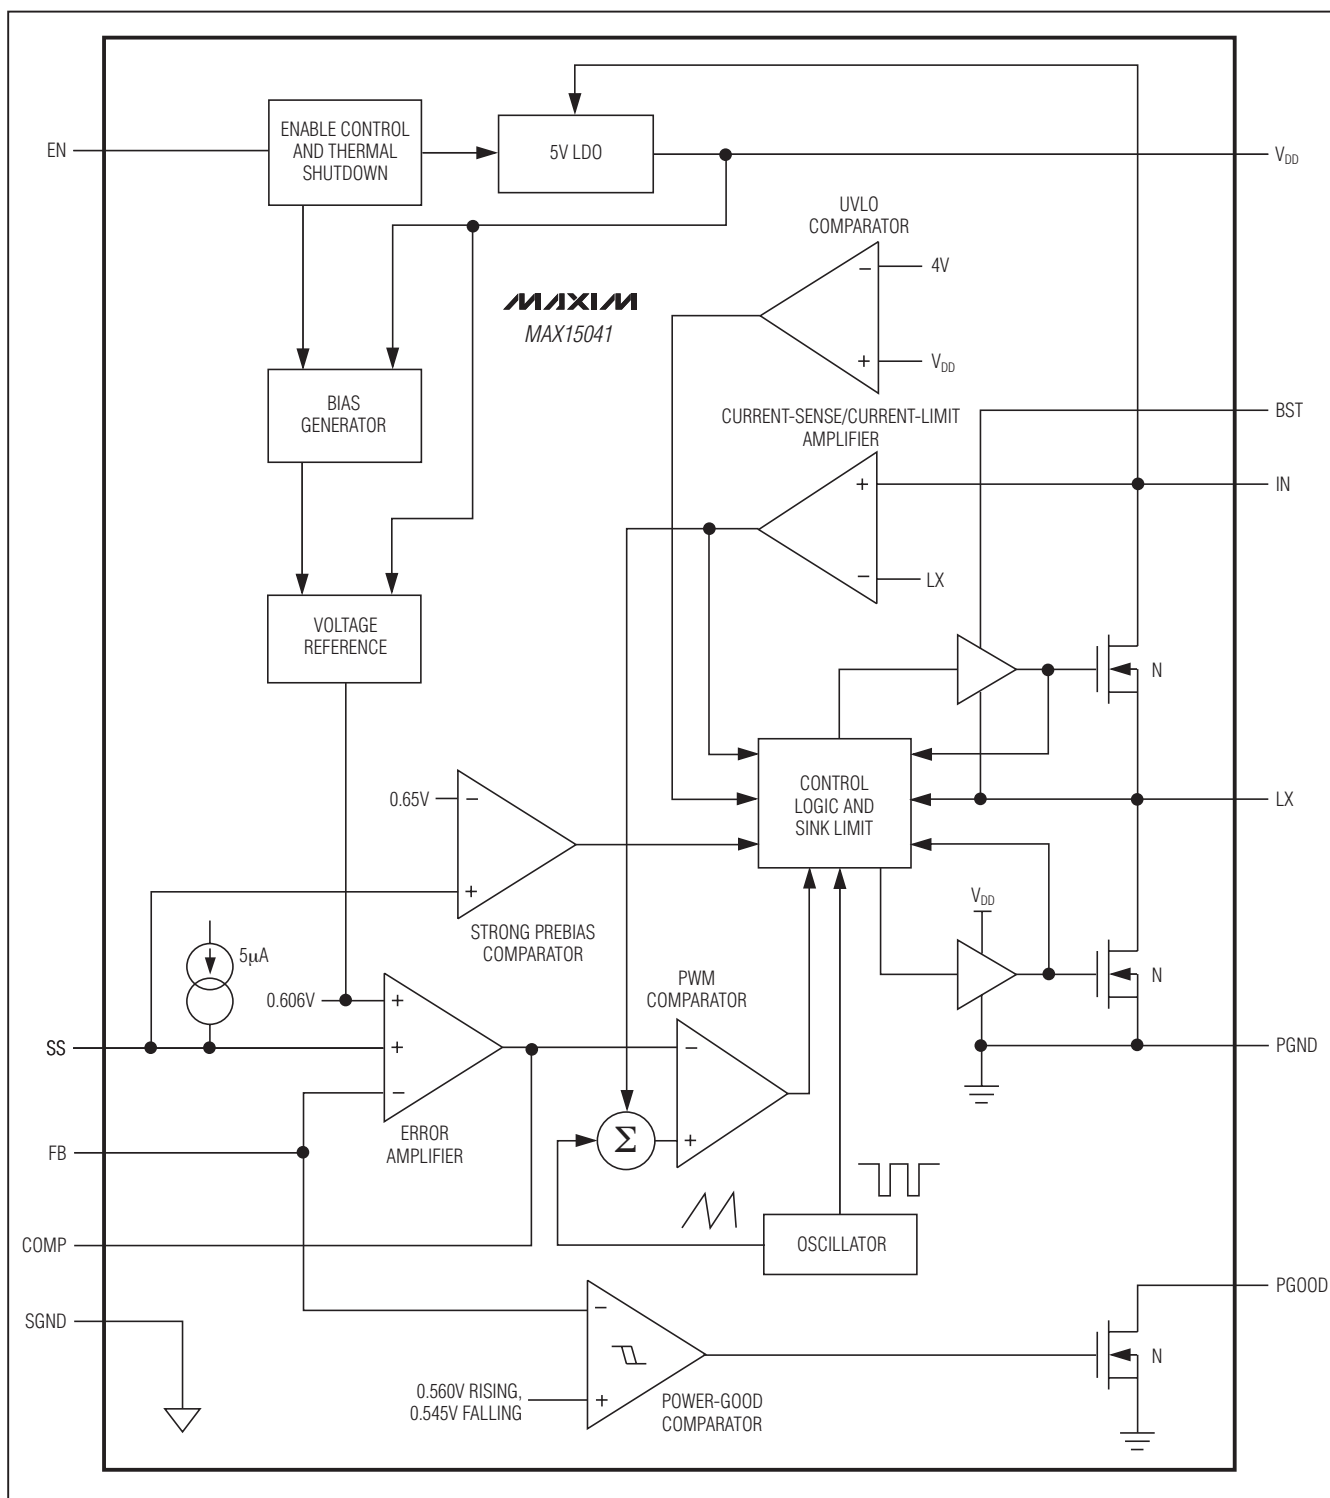 ENABLE CONTROL
AND THERMAL
SHUTDOWN
EN
5V LDO
VDD
UVLO
COMPARATOR
−
4V
MAXIM
MAX15041
+
VDD
BIAS
GENERATOR
CURRENT-SENSE/CURRENT-LIMIT
AMPLIFIER
BST
+
IN
−
LX
VOLTAGE
REFERENCE
N
0.65V
−
CONTROL
LOGIC AND
SINK LIMIT
LX
+
STRONG PREBIAS
COMPARATOR
VDD
5µA
PWM
COMPARATOR
N
0.606V
+
SS
+
−
PGND
−
ERROR
AMPLIFIER
Σ
+
FB
COMP
OSCILLATOR
PGOOD
SGND
−
N
0.560V RISING,
0.545V FALLING
+
POWER-GOOD
COMPARATOR